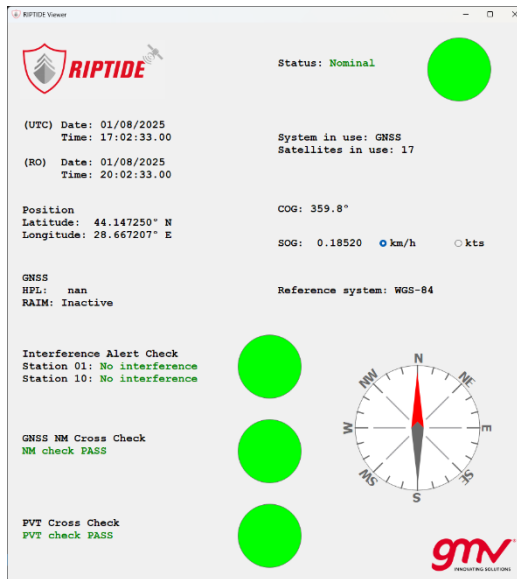 RIPTIDE Viewer
RIPTIDE
Status: Nominal
(UTC) Date: 01/08/2025
Time: 17:02:33.00
(RO) Date: 01/08/2025
Time: 20:02:33.00
System in use: GNSS
Satellites in use: 17
Position
Latitude: 44.147250° N
Longitude: 28.667207° E
COG: 359.8°
SOG: 0.18520 km/h kts
GNSS
HPL: nan
RAIM: Inactive
Reference system: WGS-84
Interference Alert Check
Station 01: No interference
Station 10: No interference
GNSS NM Cross Check
NM check PASS
PVT Cross Check
PVT check PASS
N
NE
E
SE
S
SW
W
NW
gmv
INNOVATING SOLUTIONS